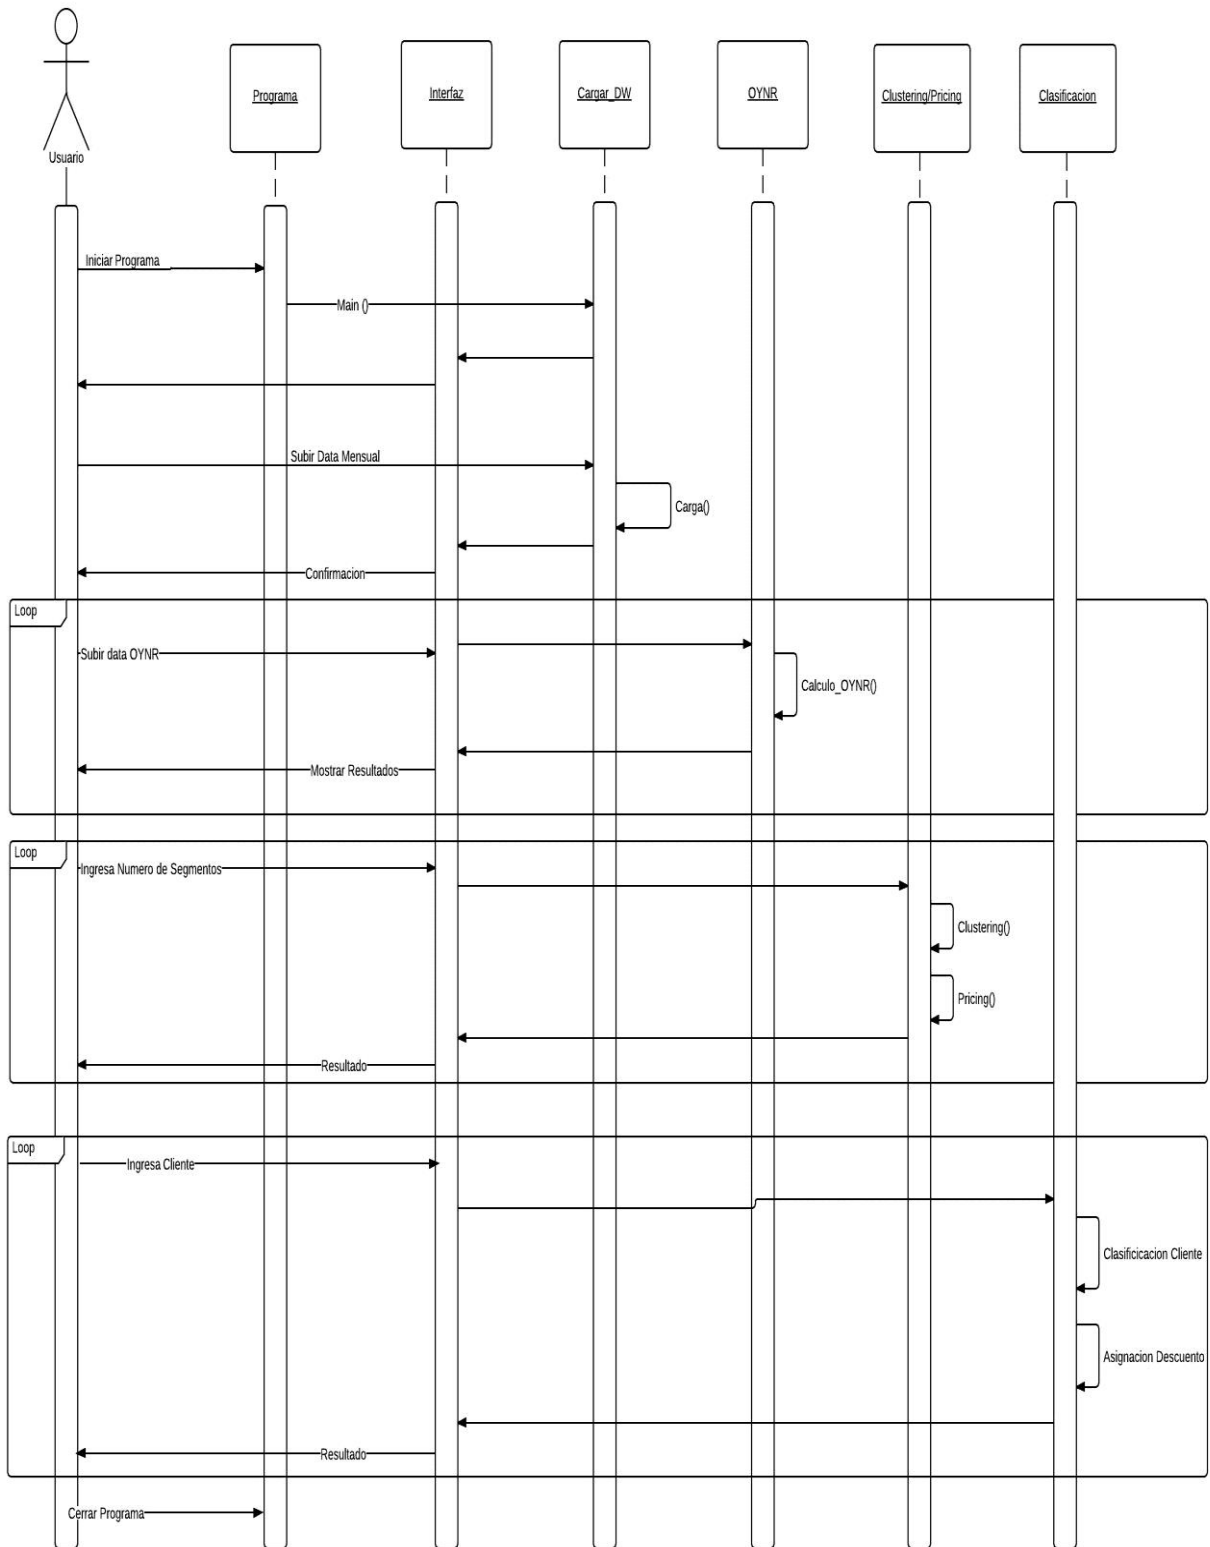 Usuario
Programa
Interfaz
Cargar_DW
OYNR
Clustering/Pricing
Clasificacion
Iniciar Programa
Main ()
Subir Data Mensual
Carga()
Confirmacion
Loop
Subir data OYNR
Calculo_OYNR()
Mostrar Resultados
Loop
Ingresa Numero de Segmentos
Clustering()
Pricing()
Resultado
Loop
Ingresa Cliente
Clasificicacion Cliente
Asignacion Descuento
Resultado
Cerrar Programa